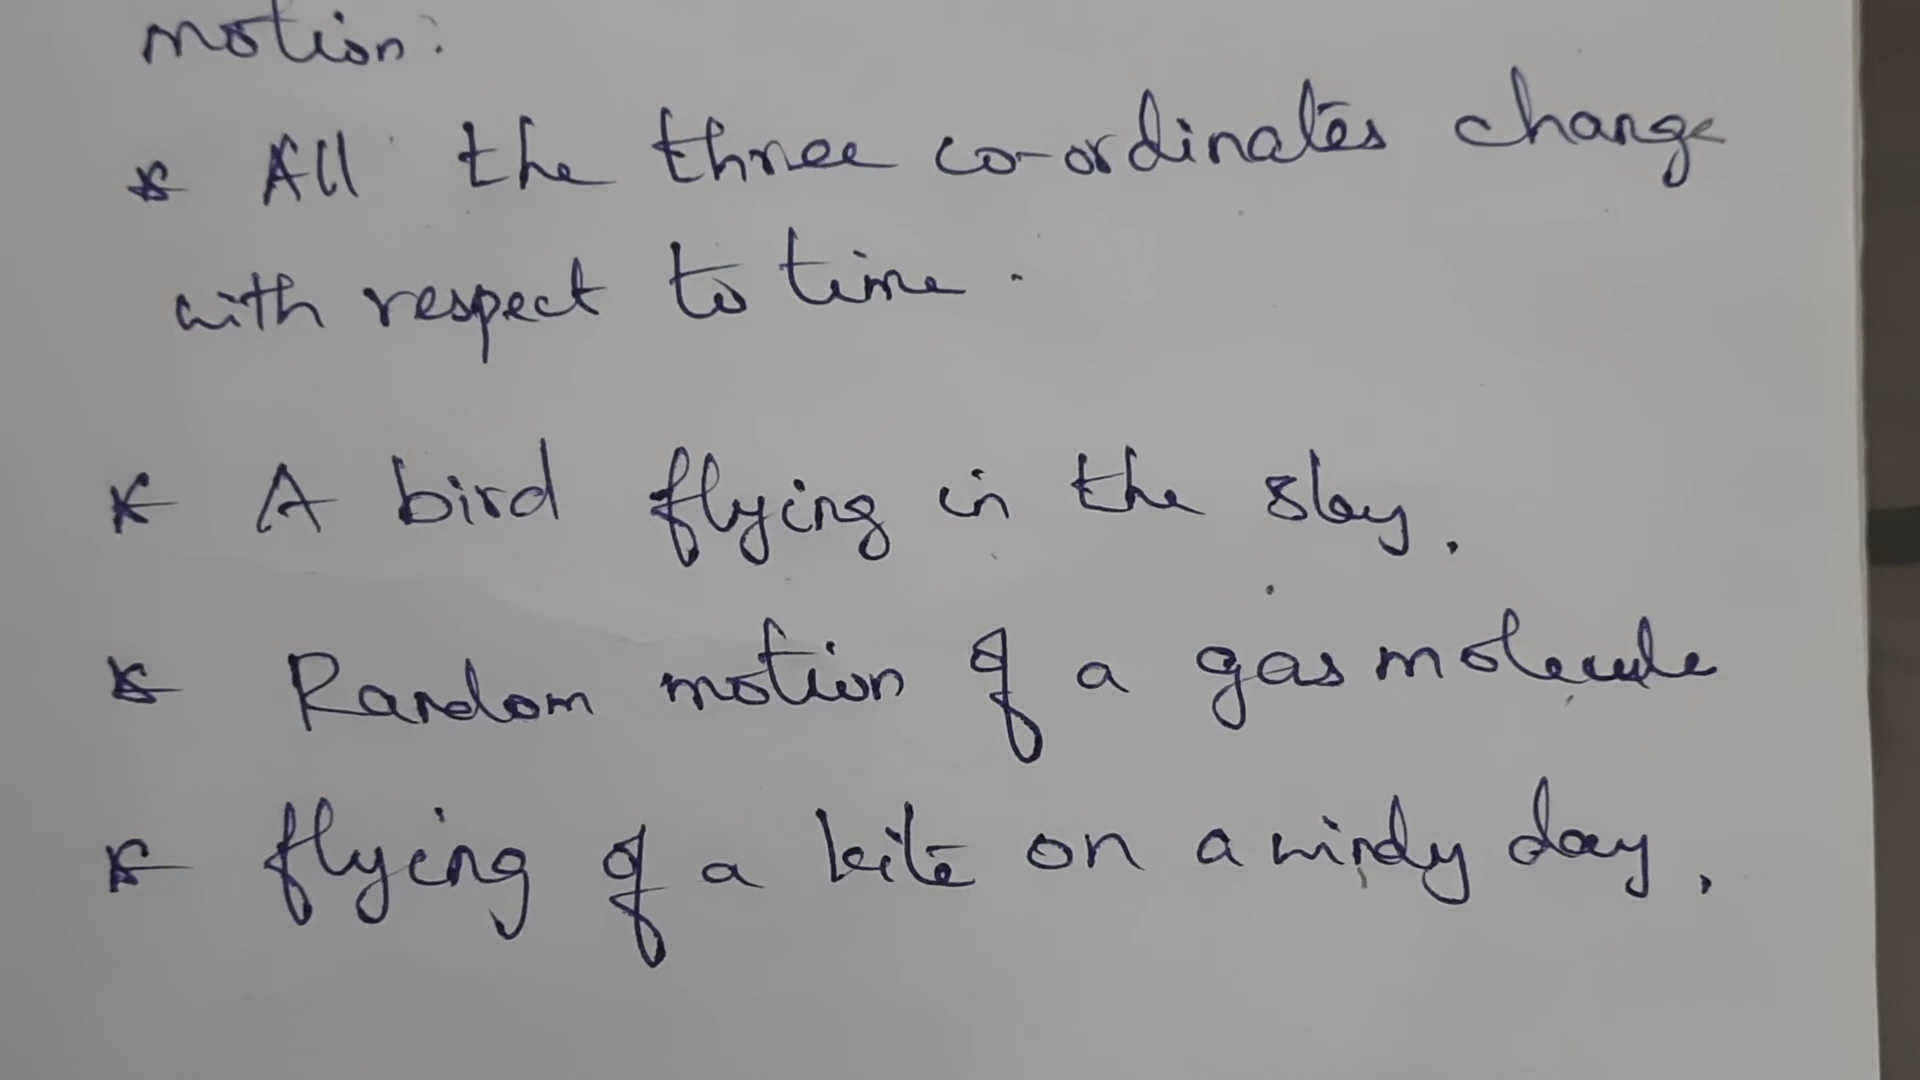 motion:
* All the three co-ordinates change
with respect to time.
* A bird flying in the sky.
* Random motion of a gas molecule
* flying of a kite on a windy day.